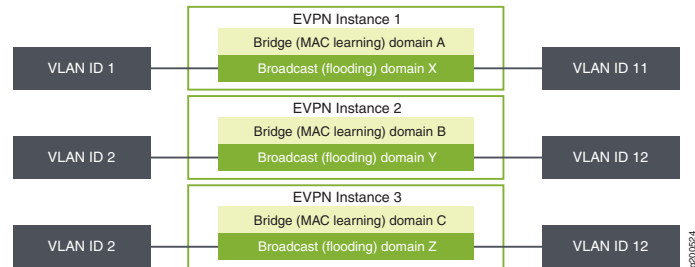 EVPN Instance 1
Bridge (MAC learning) domain A
VLAN ID 1
Broadcast (flooding) domain X
VLAN ID 11
EVPN Instance 2
Bridge (MAC learning) domain B
VLAN ID 2
Broadcast (flooding) domain Y
VLAN ID 12
EVPN Instance 3
Bridge (MAC learning) domain C
VLAN ID 2
Broadcast (flooding) domain Z
VLAN ID 12
g200624